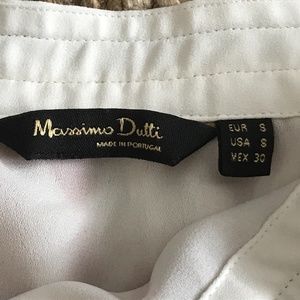 Massimo Dutti
MADE IN PORTUGAL
EUR S
USA S
MEX 30